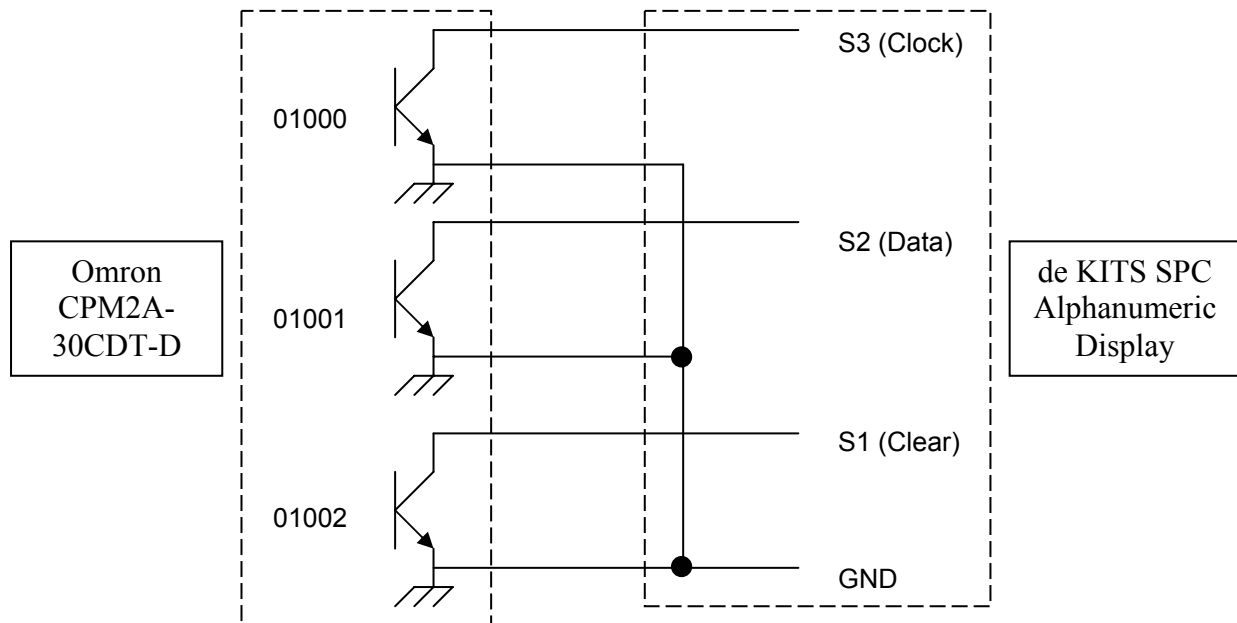 S3 (Clock)
01000
Omron
CPM2A-
30CDT-D
S2 (Data)
01001
de KITS SPC
Alphanumeric
Display
S1 (Clear)
01002
GND